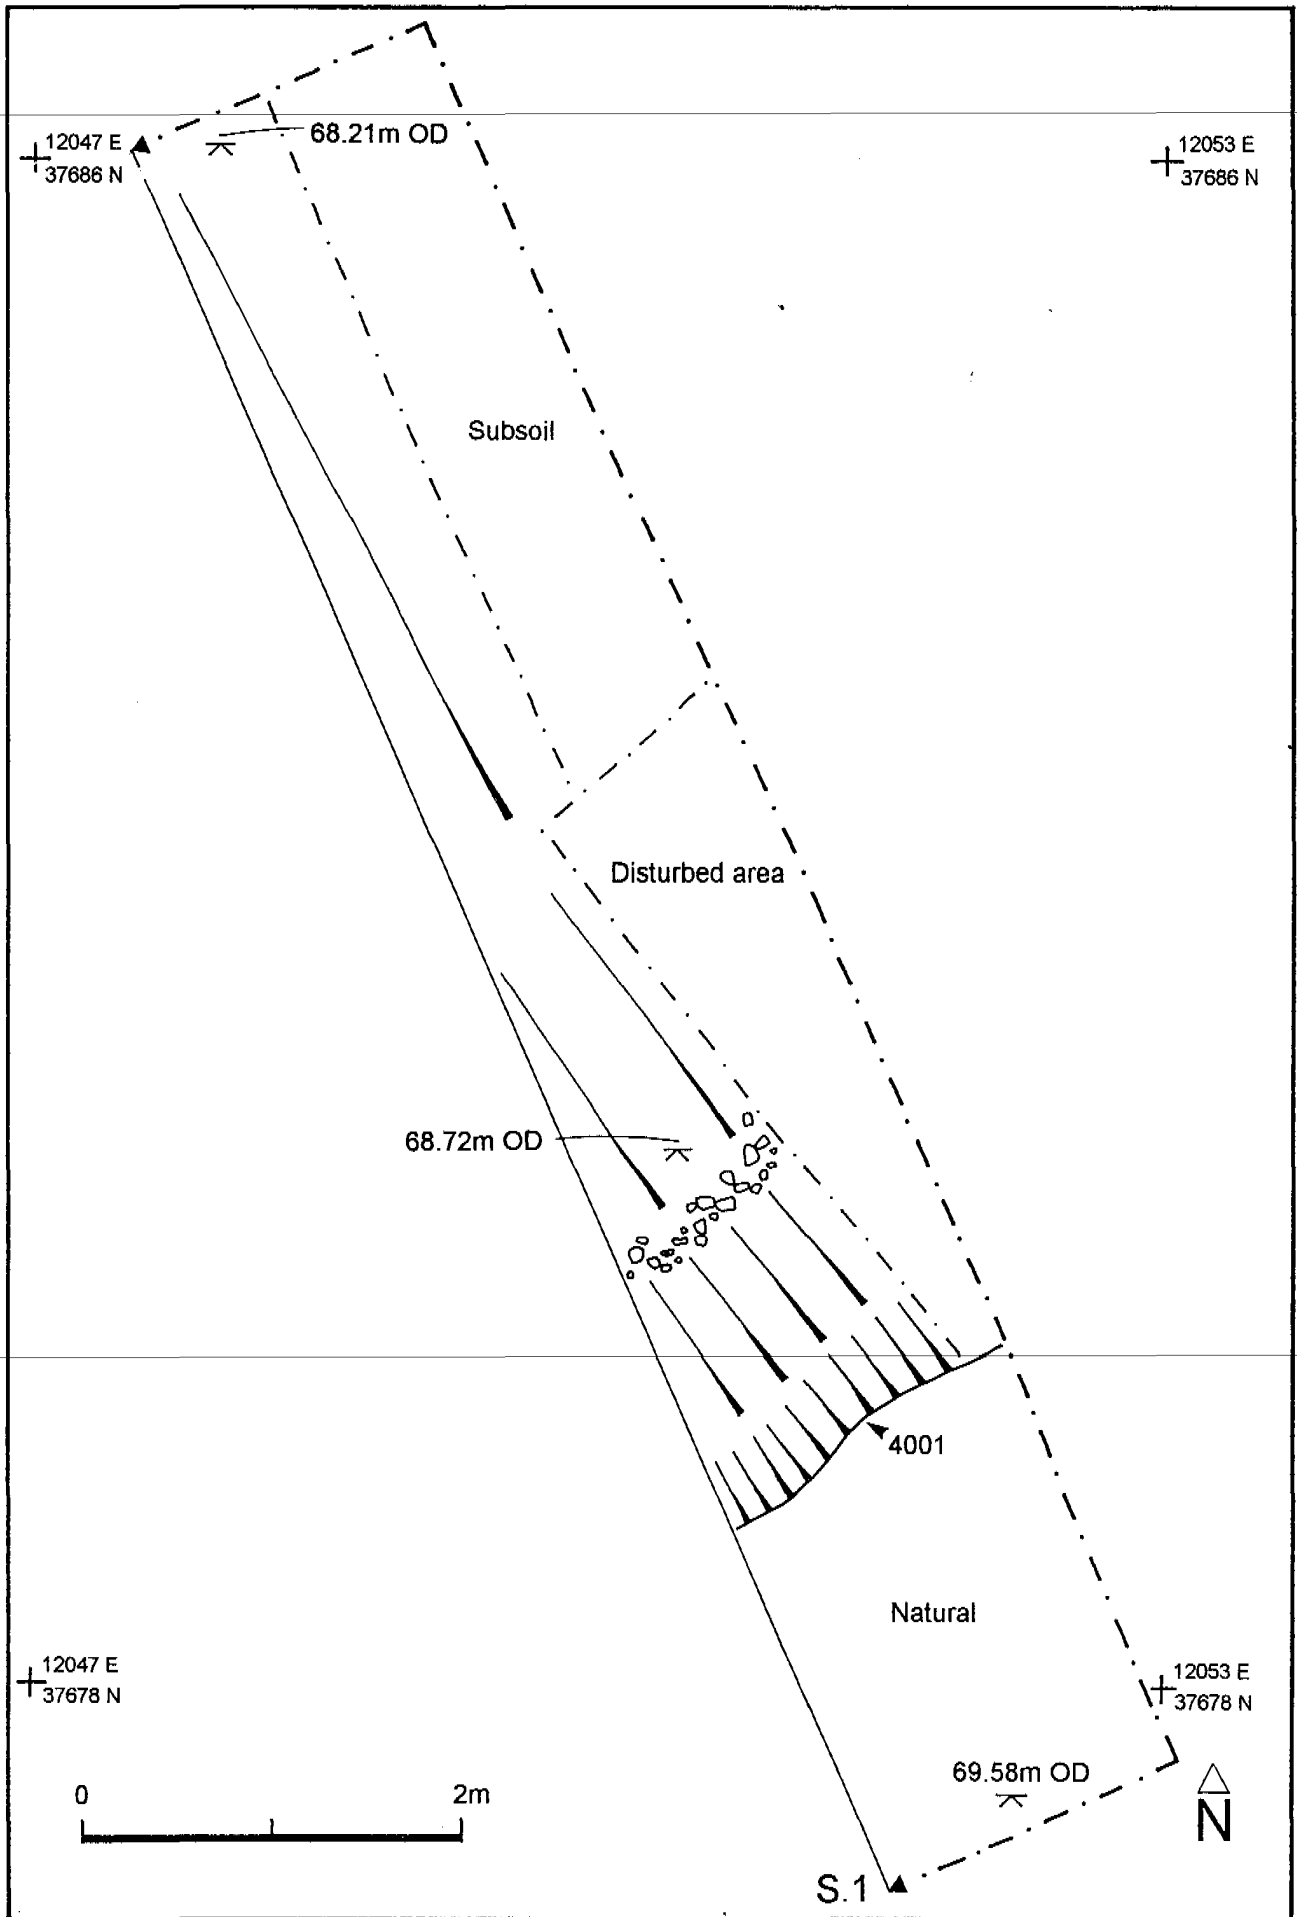 68.21m OD
12047 E
37686 N
12053 E
37686 N
Subsoil
Disturbed area
68.72m OD
4001
Natural
12047 E
37678 N
12053 E
37678 N
69.58m OD
0 2m
N
S.1